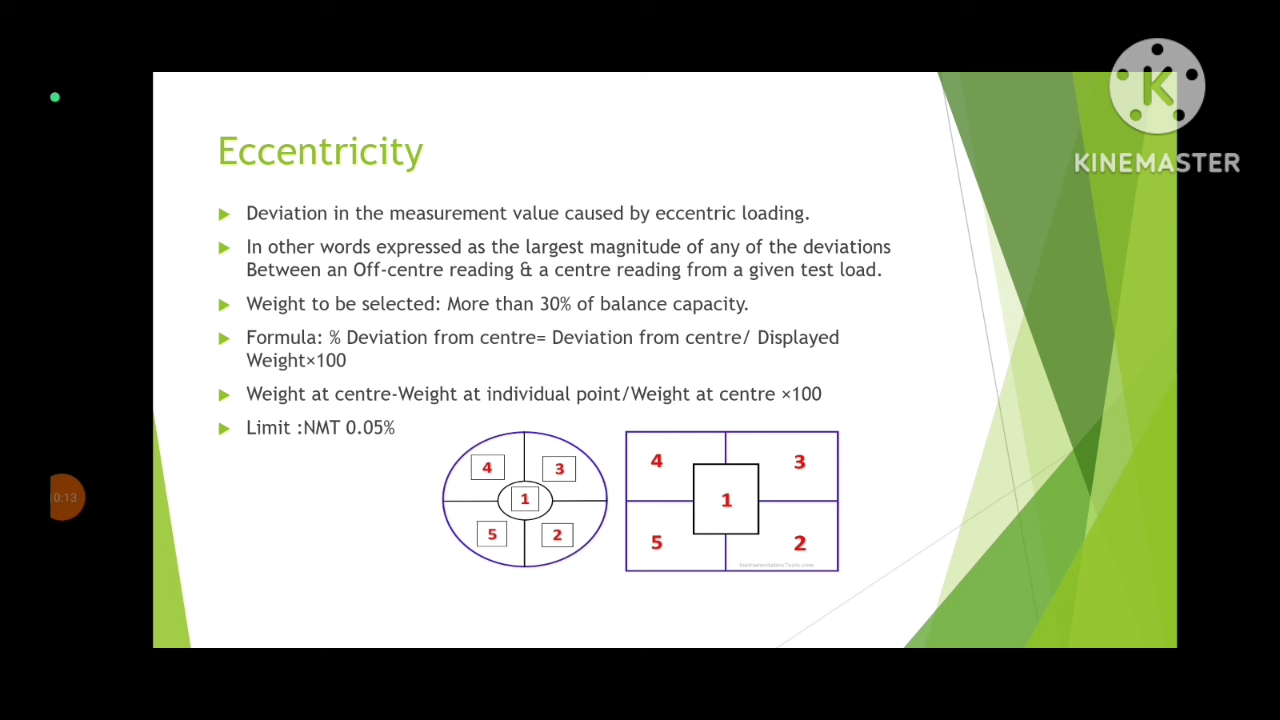 K
KINEMASTER
Eccentricity
Deviation in the measurement value caused by eccentric loading.
In other words expressed as the largest magnitude of any of the deviations
Between an Off-centre reading & a centre reading from a given test load.
Weight to be selected: More than 30% of balance capacity.
Formula: % Deviation from centre= Deviation from centre/ Displayed
Weight×100
Weight at centre-Weight at individual point/Weight at centre ×100
Limit :NMT 0.05%
4 3
1
5 2
4 3
1
5 2
InstrumentationTools.com
0:13